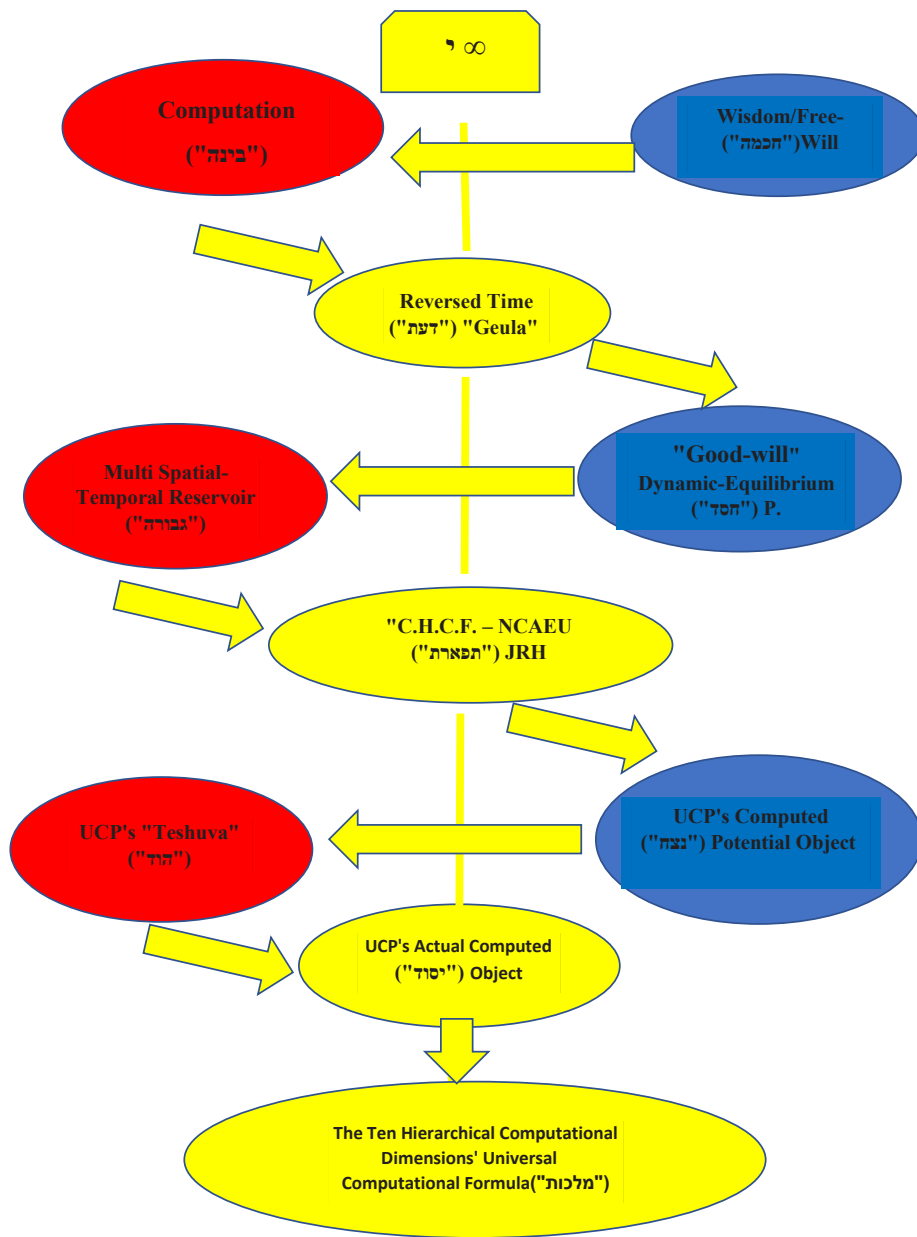 ∞ י
Computation
("בינה")
Wisdom/Free-
("חכמה")Will
Reversed Time
("דעת") "Geula"
Multi Spatial-
Temporal Reservoir
("גבורה")
"Good-will"
Dynamic-Equilibrium
("חסד") P.
"C.H.C.F. – NCAEU
("תפארת") JRH
UCP's "Teshuva"
("הוד")
UCP's Computed
("נצח") Potential Object
UCP's Actual Computed
("יסוד") Object
The Ten Hierarchical Computational
Dimensions' Universal
Computational Formula("מלכות")